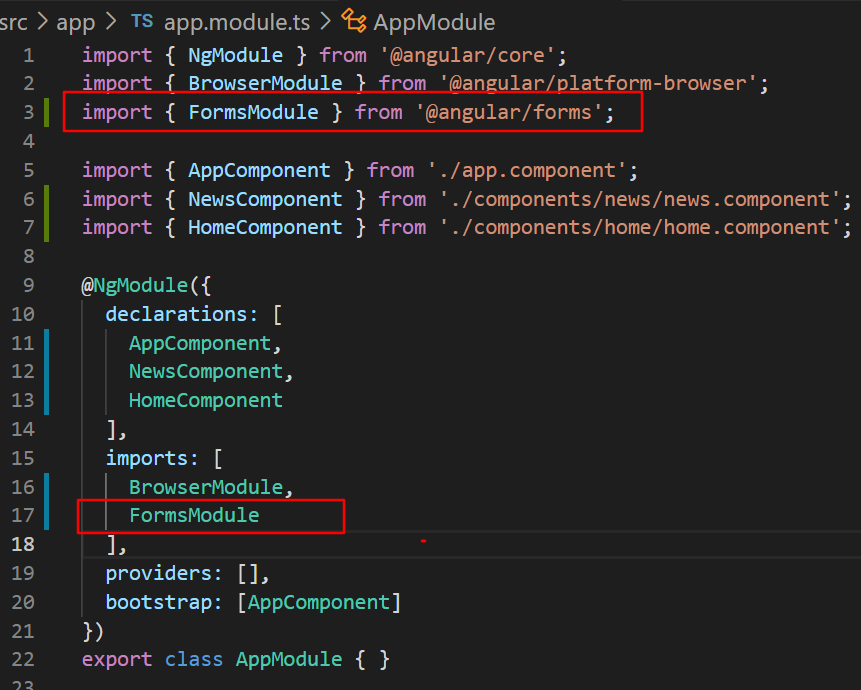 src > app > TS app.module.ts > AppModule
1 import { NgModule } from '@angular/core';
2 import { BrowserModule } from '@angular/platform-browser';
3 import { FormsModule } from '@angular/forms';
4
5 import { AppComponent } from './app.component';
6 import { NewsComponent } from './components/news/news.component';
7 import { HomeComponent } from './components/home/home.component';
8
9 @NgModule({
10 declarations: [
11 AppComponent,
12 NewsComponent,
13 HomeComponent
14 ],
15 imports: [
16 BrowserModule,
17 FormsModule
18 ],
19 providers: [],
20 bootstrap: [AppComponent]
21 })
22 export class AppModule { }
23